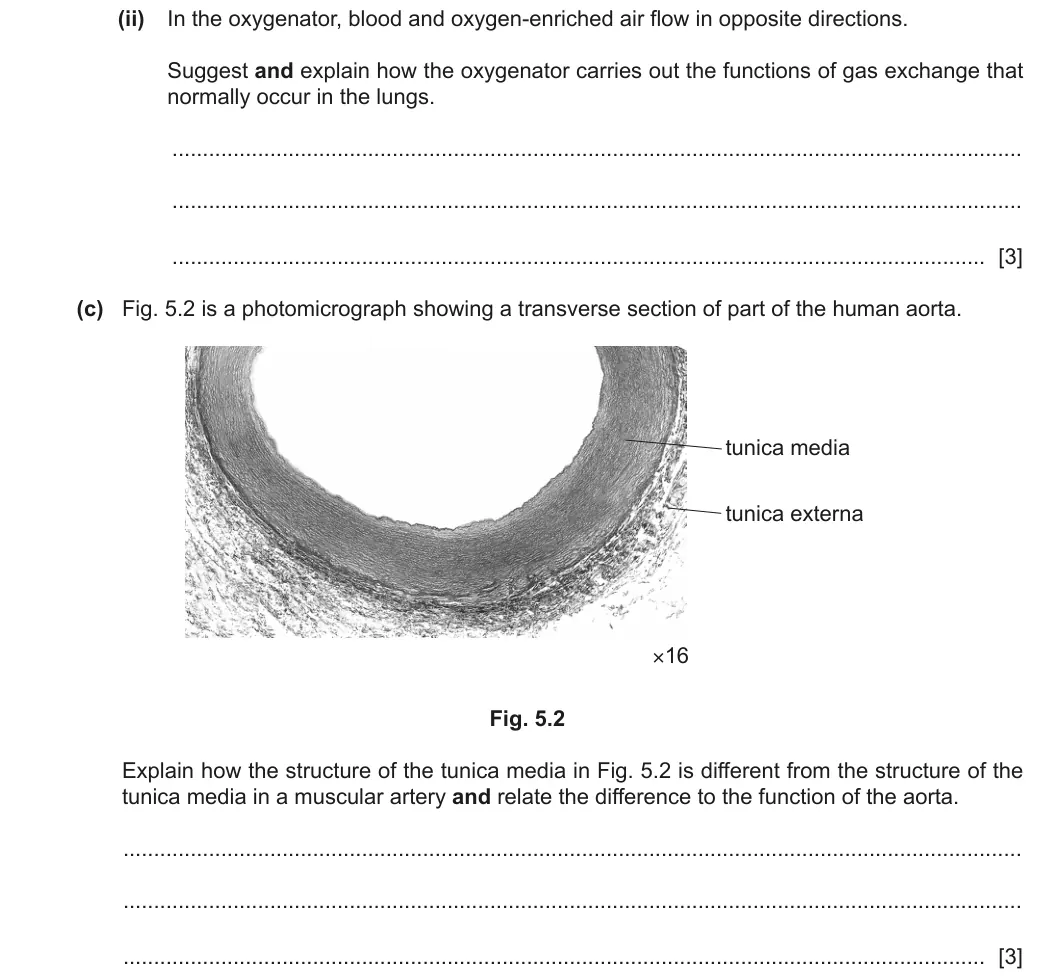 (ii) In the oxygenator, blood and oxygen-enriched air flow in opposite directions.
Suggest and explain how the oxygenator carries out the functions of gas exchange that
normally occur in the lungs.
..........................................................................................................................................
..........................................................................................................................................
.................................................................................................................................... [3]
(c) Fig. 5.2 is a photomicrograph showing a transverse section of part of the human aorta.
tunica media
tunica externa
×16
Fig. 5.2
Explain how the structure of the tunica media in Fig. 5.2 is different from the structure of the
tunica media in a muscular artery and relate the difference to the function of the aorta.
..................................................................................................................................................
..................................................................................................................................................
............................................................................................................................................ [3]